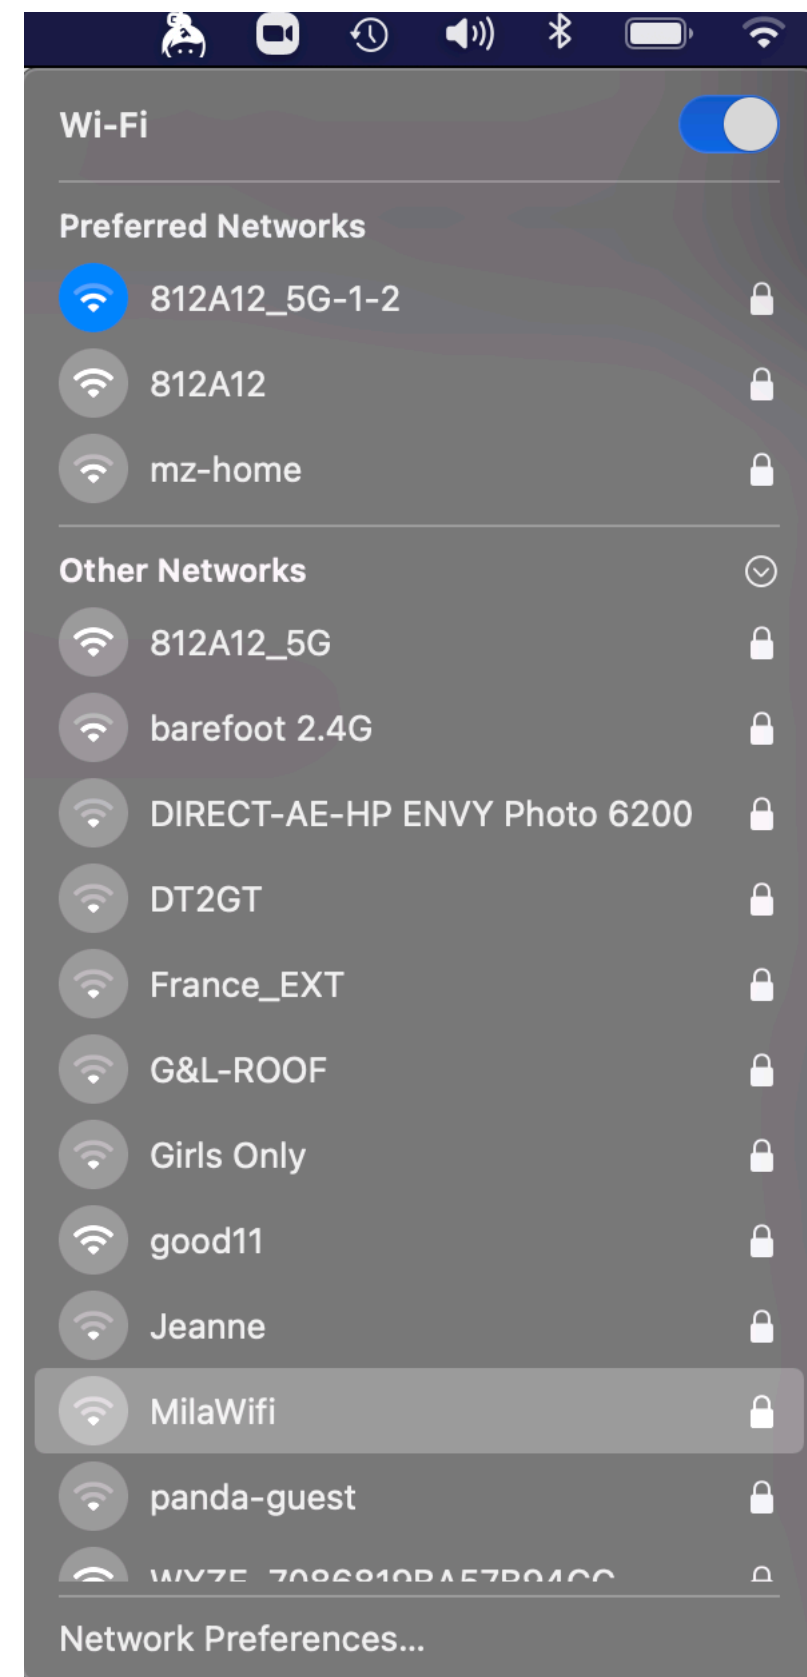 Wi-Fi
Preferred Networks
812A12_5G-1-2
812A12
mz-home
Other Networks
812A12_5G
barefoot 2.4G
DIRECT-AE-HP ENVY Photo 6200
DT2GT
France_EXT
G&L-ROOF
Girls Only
good11
Jeanne
MilaWifi
panda-guest
Network Preferences...